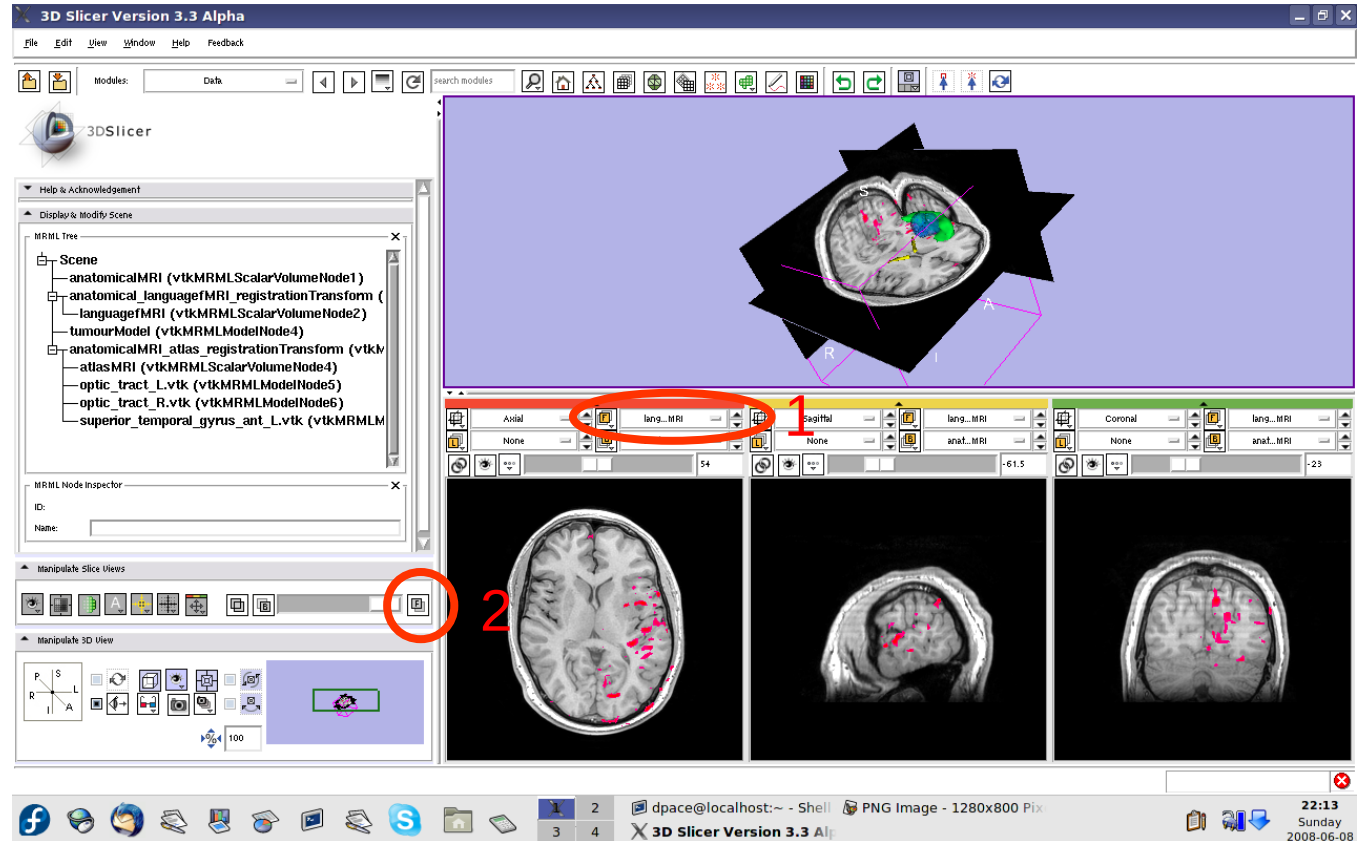 3D Slicer Version 3.3 Alpha
File Edit View Window Help Feedback
Modules: Data search modules
3DSlicer
Help & Acknowledgement
Display & Modify Scene
MRML Tree
Scene
anatomicalMRI (vtkMRMLScalarVolumeNode1)
anatomical_languagefMRI_registrationTransform (
languagefMRI (vtkMRMLScalarVolumeNode2)
tumourModel (vtkMRMLModelNode4)
anatomicalMRI_atlas_registrationTransform (vtkM
atlasMRI (vtkMRMLScalarVolumeNode4)
optic_tract_L.vtk (vtkMRMLModelNode5)
optic_tract_R.vtk (vtkMRMLModelNode6)
superior_temporal_gyrus_ant_L.vtk (vtkMRMLM
MRML Node Inspector
ID:
Name:
Manipulate Slice Views
2
Manipulate 3D View
P S
R L
I A
% 100
S
A
R I
1
Axial F lang...MRI
None
54
Sagittal F lang...MRI
None B anat...MRI
-61.5
Coronal F lang...MRI
None B anat...MRI
-23
1 2
3 4
dpace@localhost:~ - Shell
PNG Image - 1280x800 Pix
3D Slicer Version 3.3 Alp
22:13
Sunday
2008-06-08